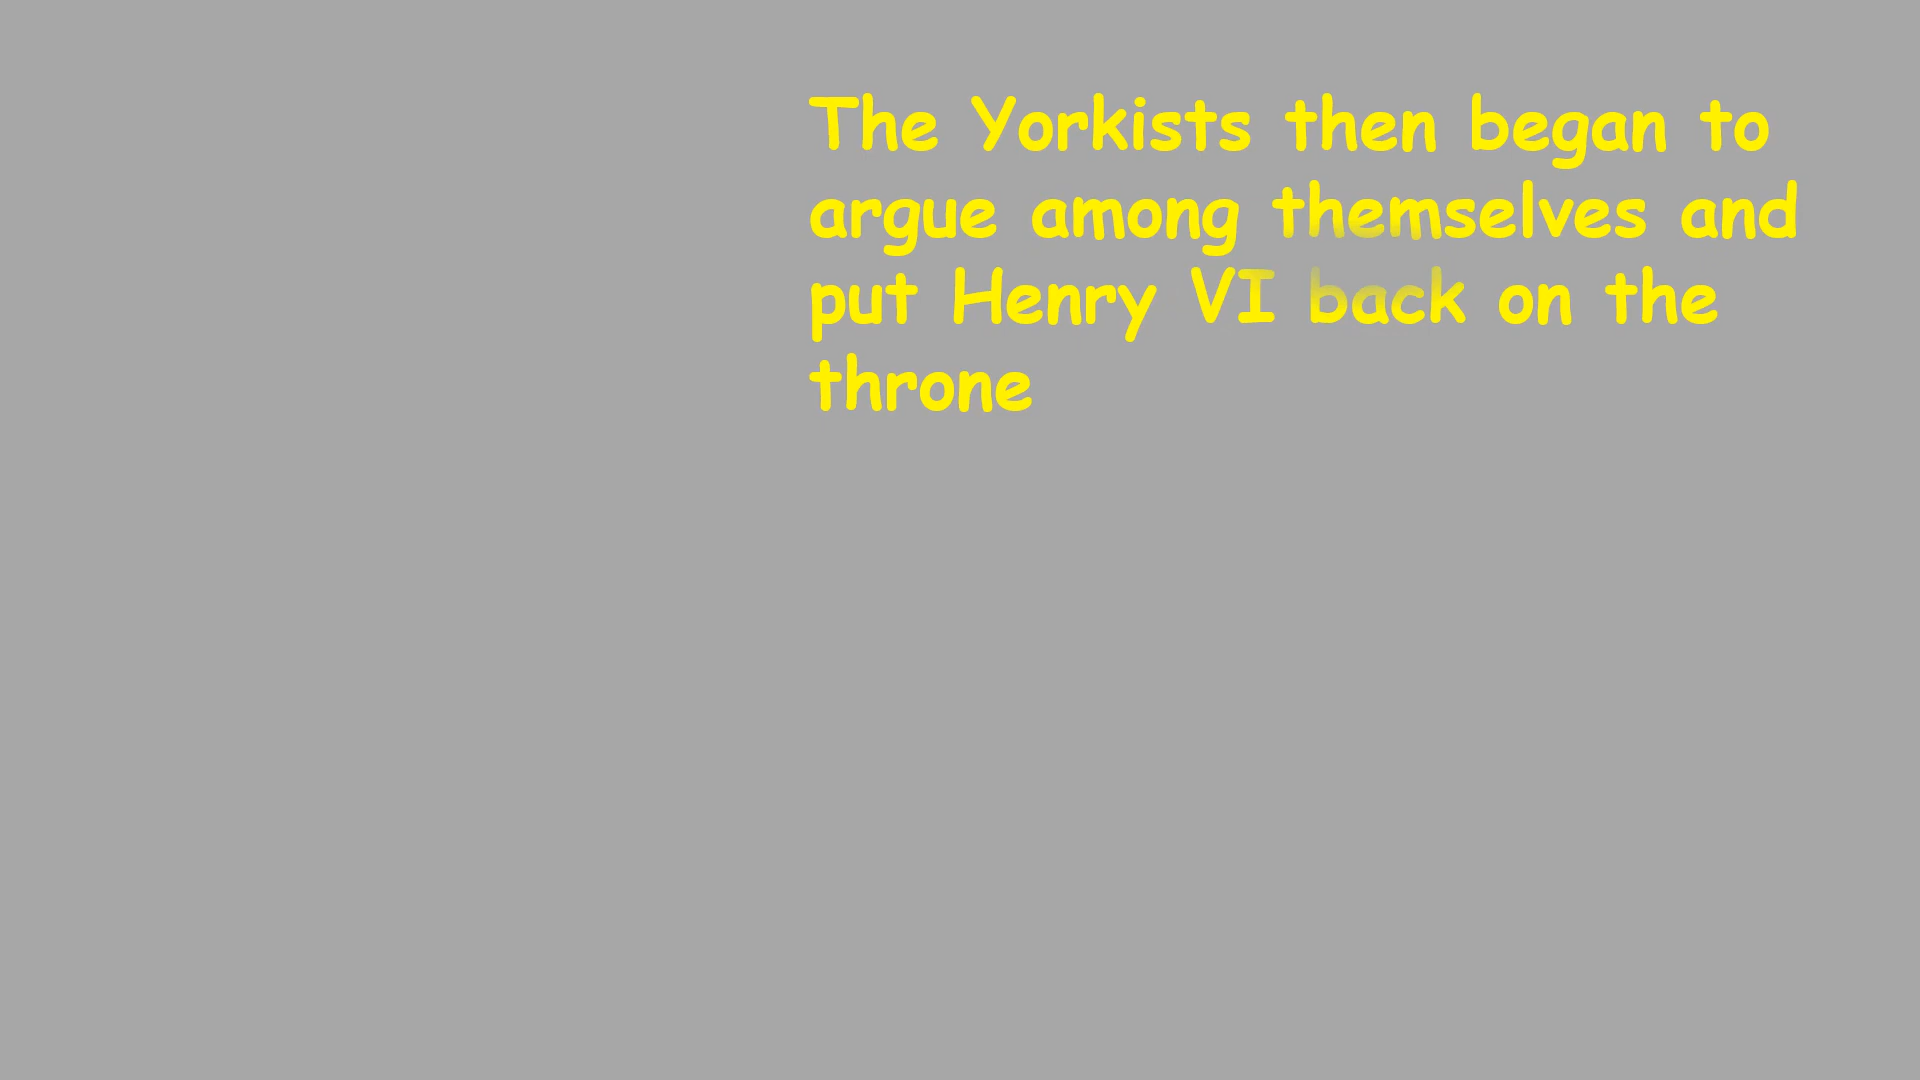 The Yorkists then began to
argue among themselves and
put Henry VI back on the
throne